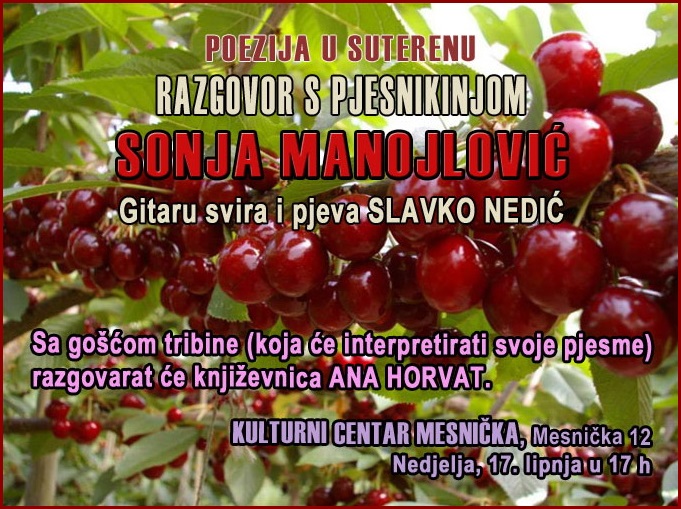 POEZIJA U SUTERENU
RAZGOVOR S PJESNIKINJOM
SONJA MANOJLOVIĆ
Gitaru svira i pjeva SLAVKO NEDIĆ
Sa gošćom tribine (koja će interpretirati svoje pjesme)
razgovarat će književnica ANA HORVAT.
KULTURNI CENTAR MESNIČKA, Mesnička 12
Nedjelja, 17. lipnja u 17 h